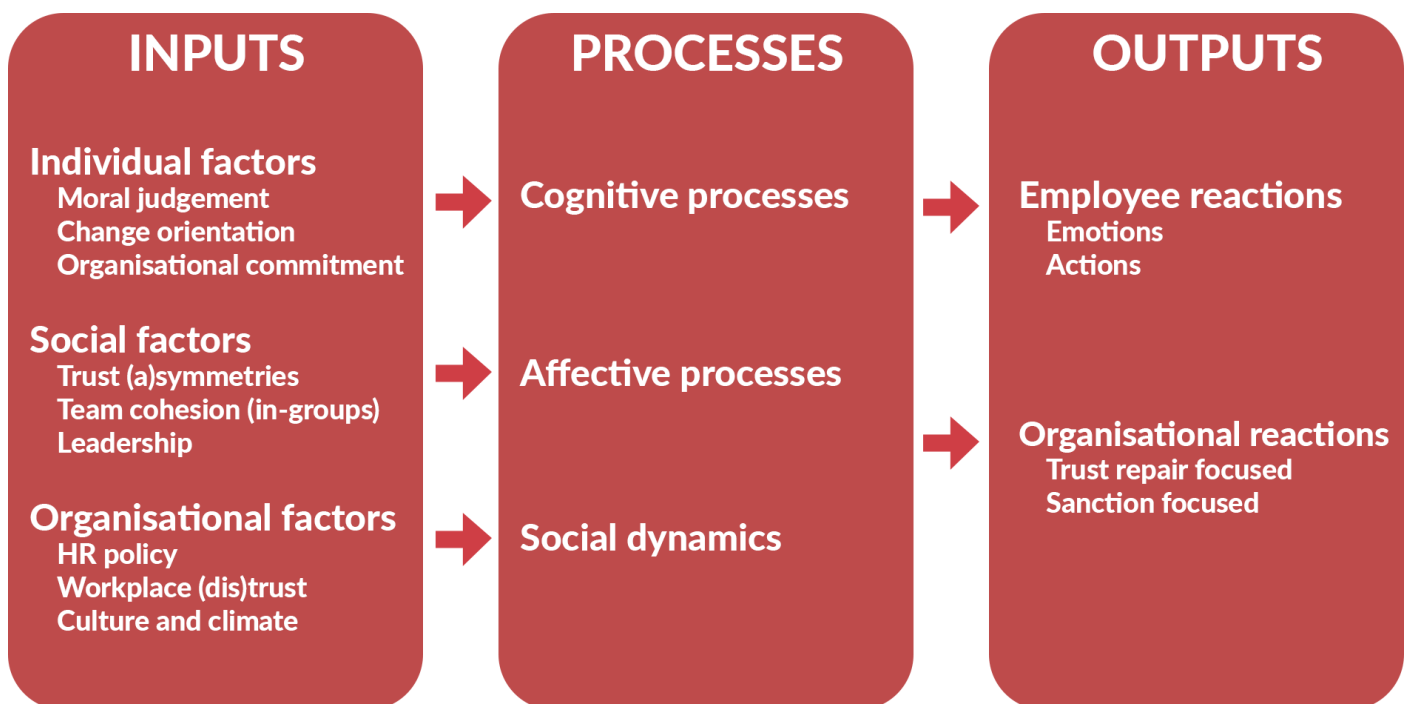 INPUTS
Individual factors
Moral judgement
Change orientation
Organisational commitment
Social factors
Trust (a)symmetries
Team cohesion (in-groups)
Leadership
Organisational factors
HR policy
Workplace (dis)trust
Culture and climate
PROCESSES
Cognitive processes
Affective processes
Social dynamics
OUTPUTS
Employee reactions
Emotions
Actions
Organisational reactions
Trust repair focused
Sanction focused